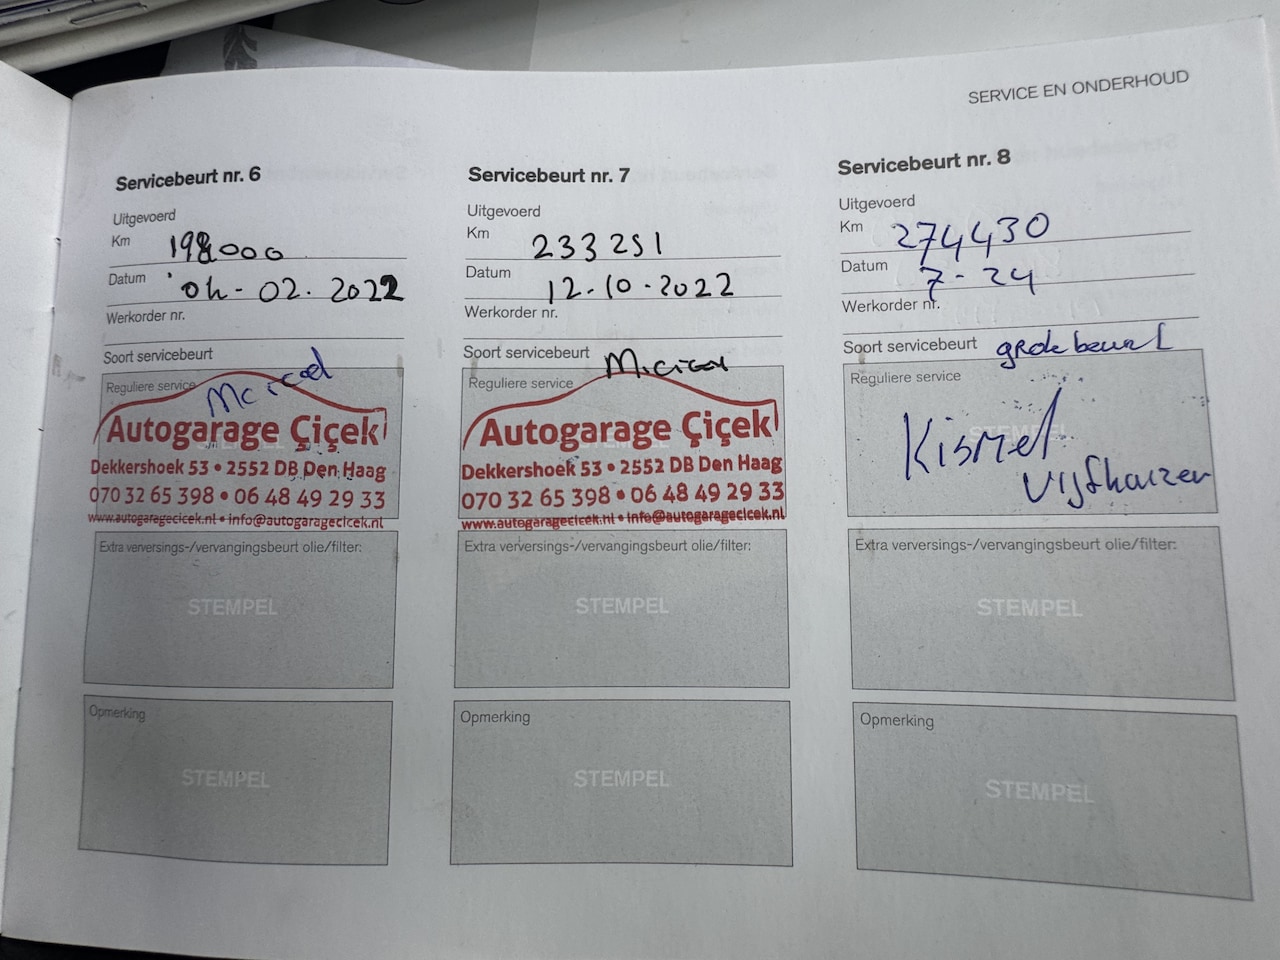 SERVICE EN ONDERHOUD
Servicebeurt nr. 6
Uitgevoerd
Km 198000
Datum 04-02-2022
Werkorder nr.
Soort servicebeurt
Reguliere service
Autogarage Çiçek
Dekkershoek 53 • 2552 DB Den Haag
070 32 65 398 • 06 48 49 29 33
www.autogaragecicek.nl • info@autogaragecicek.nl
Extra verversings-/vervangingsbeurt olie/filter:
STEMPEL
Opmerking
STEMPEL
Servicebeurt nr. 7
Uitgevoerd
Km 233251
Datum 12-10-2022
Werkorder nr.
Soort servicebeurt
Reguliere service
Autogarage Çiçek
Dekkershoek 53 • 2552 DB Den Haag
070 32 65 398 • 06 48 49 29 33
www.autogaragecicek.nl • info@autogaragecicek.nl
Extra verversings-/vervangingsbeurt olie/filter:
STEMPEL
Opmerking
STEMPEL
Servicebeurt nr. 8
Uitgevoerd
Km 274430
Datum 7-24
Werkorder nr.
Soort servicebeurt grote beurt
Reguliere service
STEMPEL
Kismet
Vijfhuizen
Extra verversings-/vervangingsbeurt olie/filter:
STEMPEL
Opmerking
STEMPEL